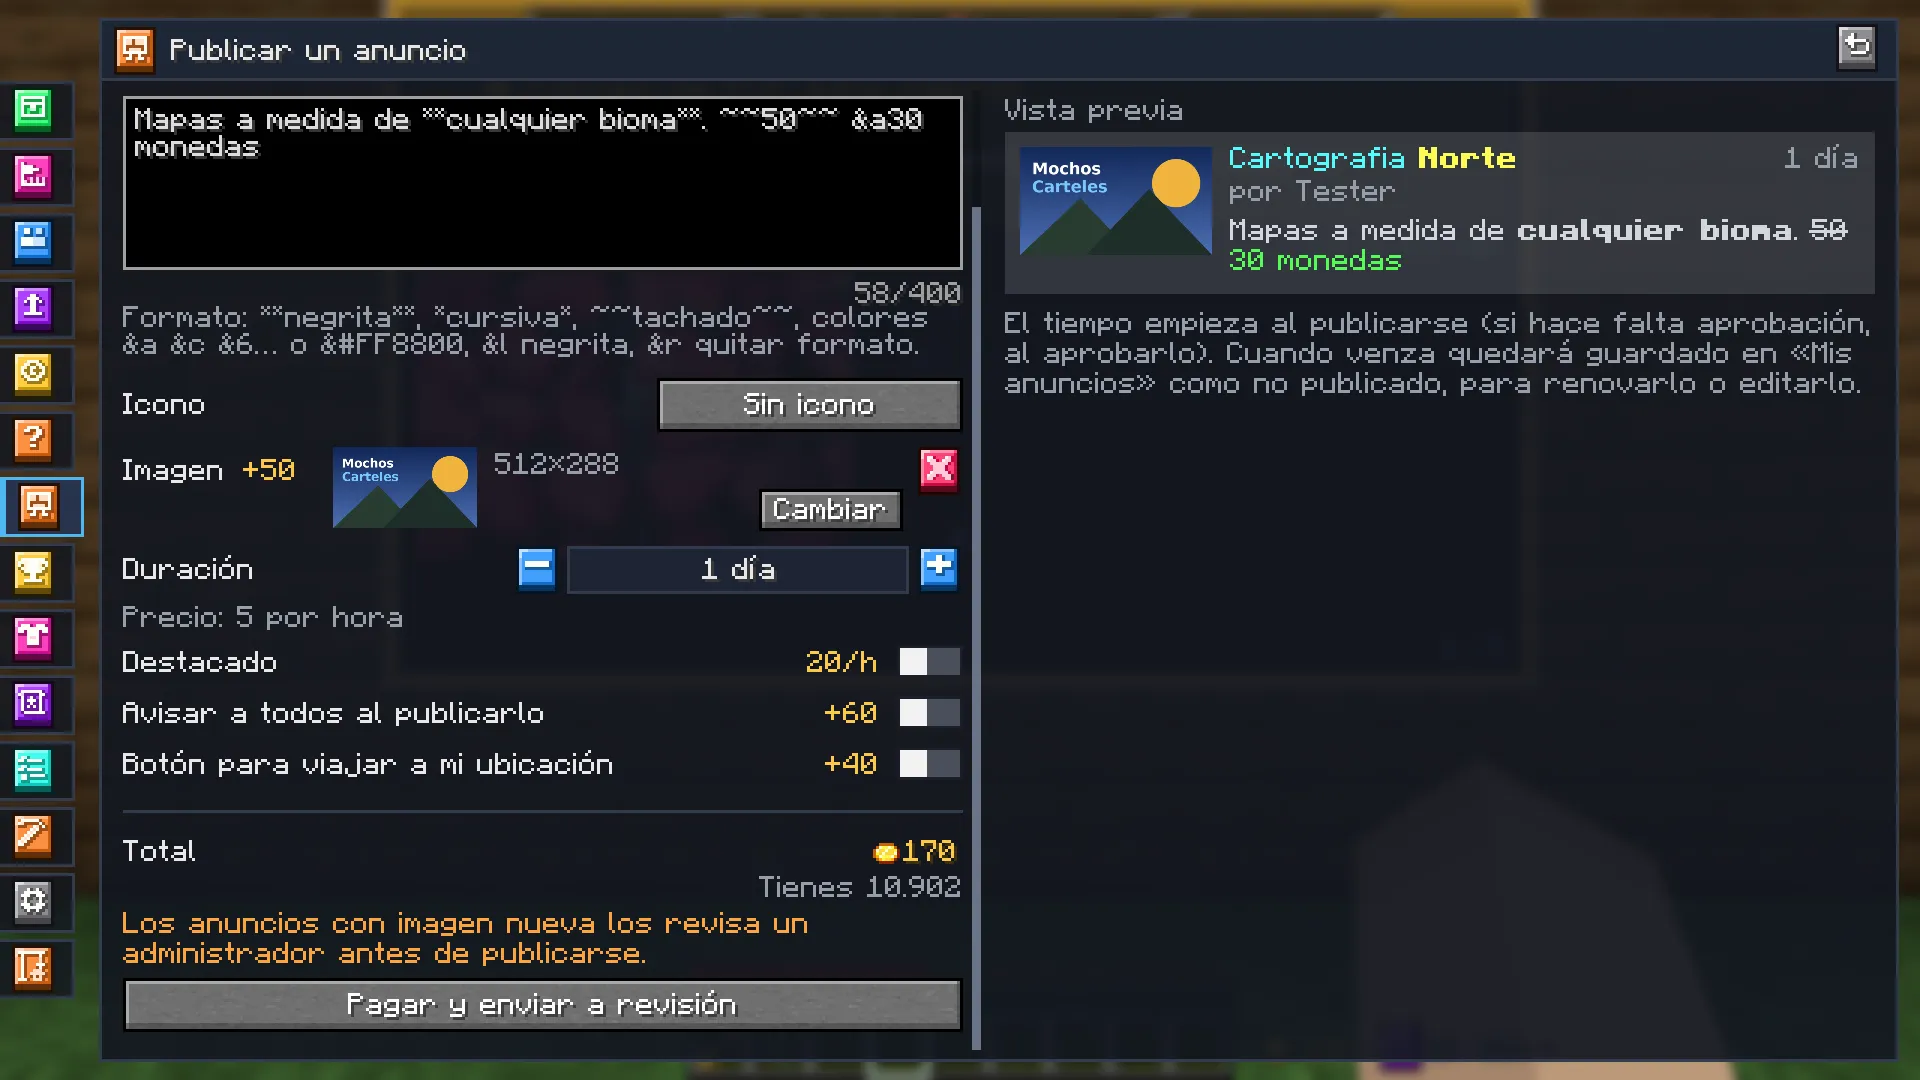 Publicar un anuncio
Mapas a medida de **cualquier bioma**. ~~50~~ &a30
monedas
58/400
Formato: **negrita**, *cursiva*, ~~tachado~~, colores
&a &c &6... o &#FF8800, &l negrita, &r quitar formato.
Icono
Sin icono
Imagen +50
Mochos
Carteles
512×288
Cambiar
Duración
1 día
Precio: 5 por hora
Destacado
20/h
Avisar a todos al publicarlo
+60
Botón para viajar a mi ubicación
+40
Total
170
Tienes 10.902
Los anuncios con imagen nueva los revisa un
administrador antes de publicarse.
Pagar y enviar a revisión
Vista previa
Mochos
Carteles
Cartografia Norte
1 día
por Tester
Mapas a medida de cualquier bioma. 50
30 monedas
El tiempo empieza al publicarse (si hace falta aprobación,
al aprobarlo). Cuando venza quedará guardado en «Mis
anuncios» como no publicado, para renovarlo o editarlo.